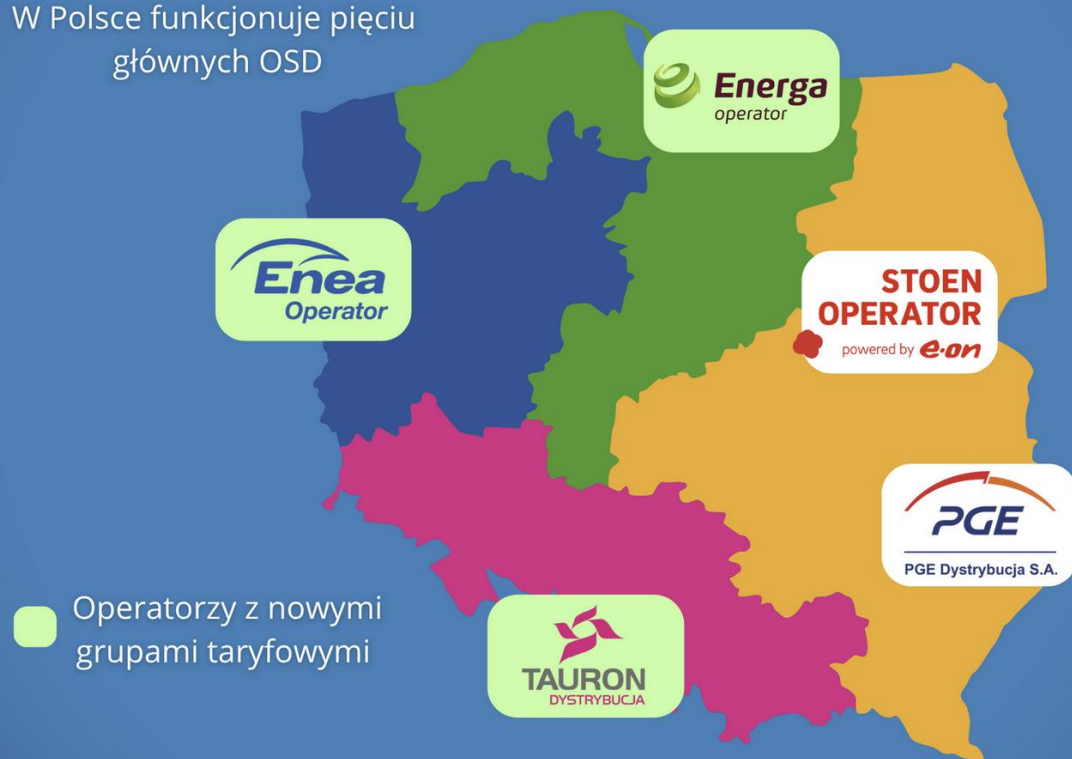 W Polsce funkcjonuje pięciu
głównych OSD
Energa
operator
Enea
Operator
STOEN
OPERATOR
powered by e·on
PGE
PGE Dystrybucja S.A.
Operatorzy z nowymi
grupami taryfowymi
TAURON
DYSTRYBUCJA